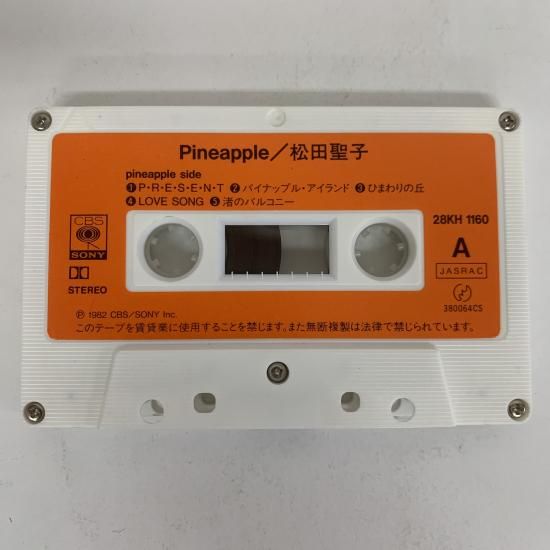 Pineapple/松田聖子
pineapple side
❶P・R・E・S・E・N・T ❷パイナップル・アイランド ❸ひまわりの丘
❹LOVE SONG ❺渚のバルコニー
CBS
SONY
STEREO
28KH 1160
A
JASRAC
380064CS
Ⓟ 1982 CBS/SONY Inc.
このテープを賃貸業に使用することを禁じます。また無断複製は法律で禁じられています。